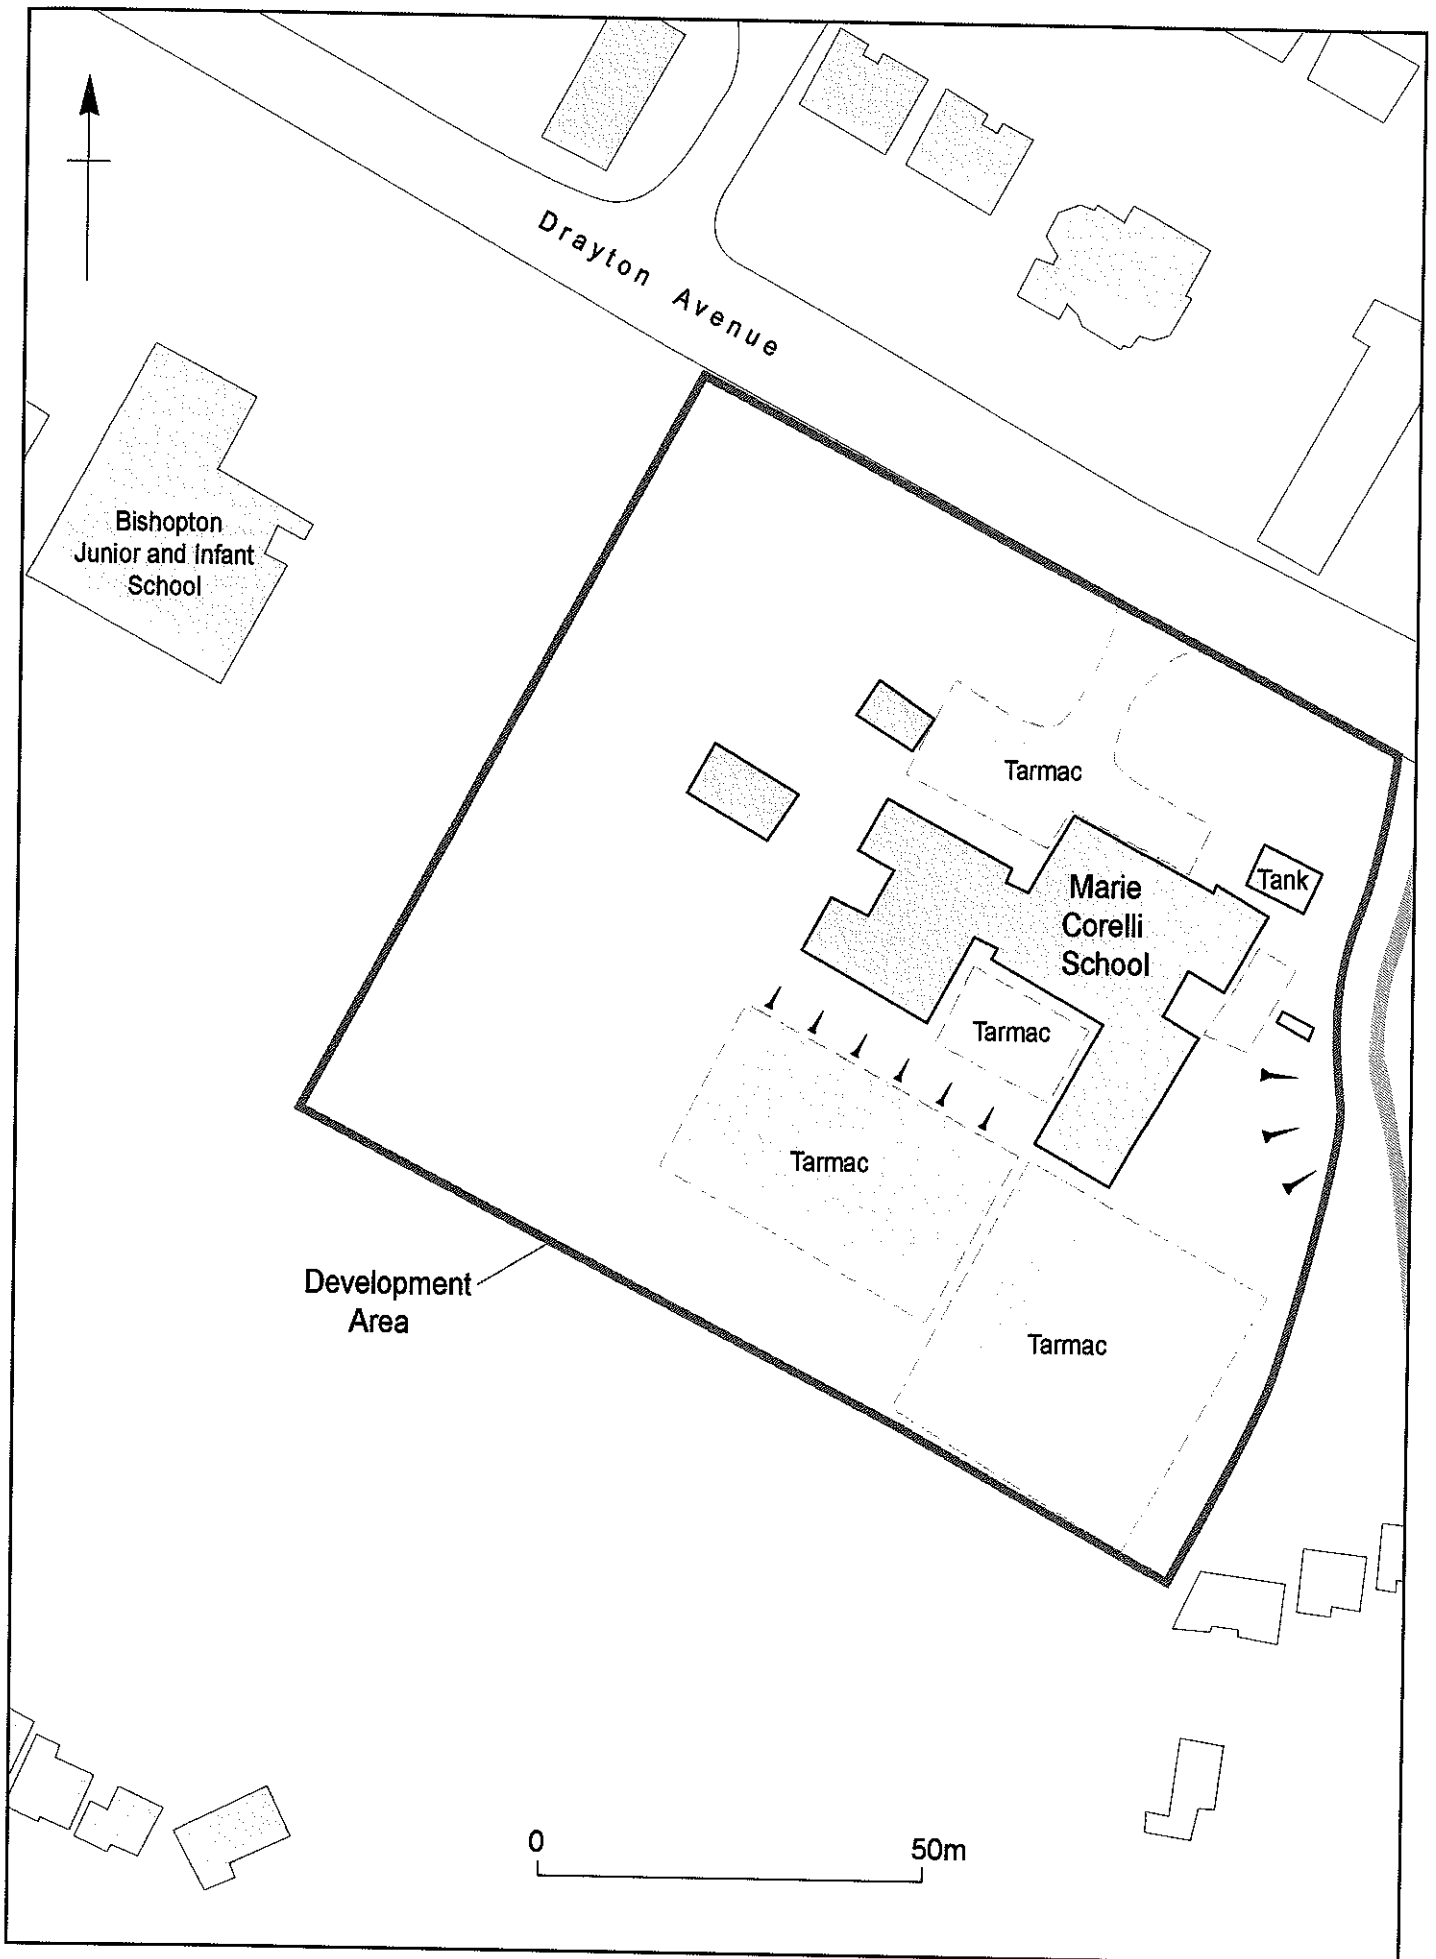 Drayton Avenue
Bishopton
Junior and Infant
School
Tarmac
Marie
Corelli
School
Tank
Tarmac
Tarmac
Development
Area
Tarmac
0 50m